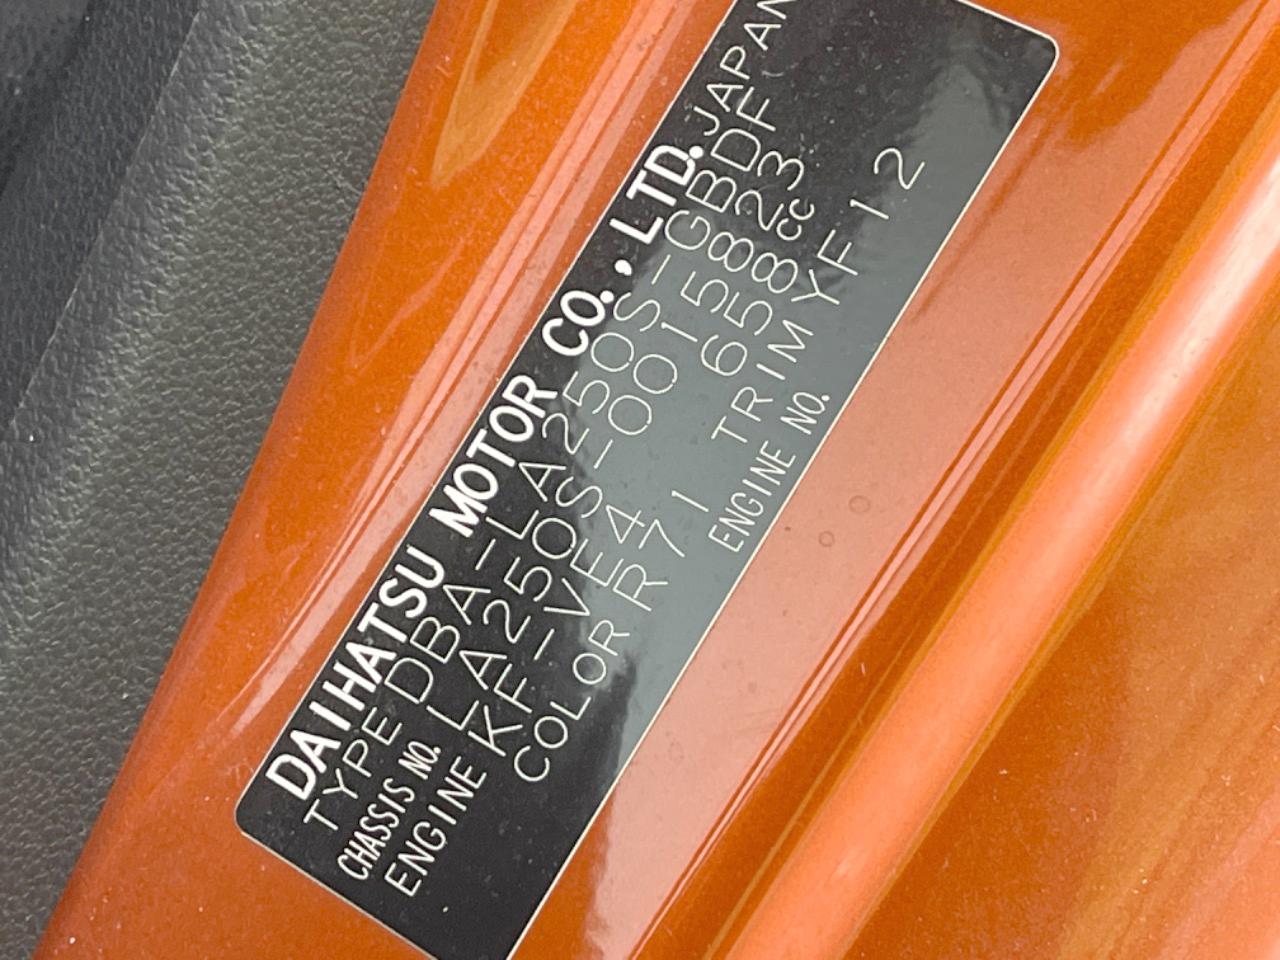 DAIHATSU MOTOR CO.,LTD. JAPAN
TYPE DBA-LA250S-GBDF
CHASSIS NO. LA250S-0015823
ENGINE KF-VE4 658cc
COLOR R71 TRIM YF12
ENGINE NO.